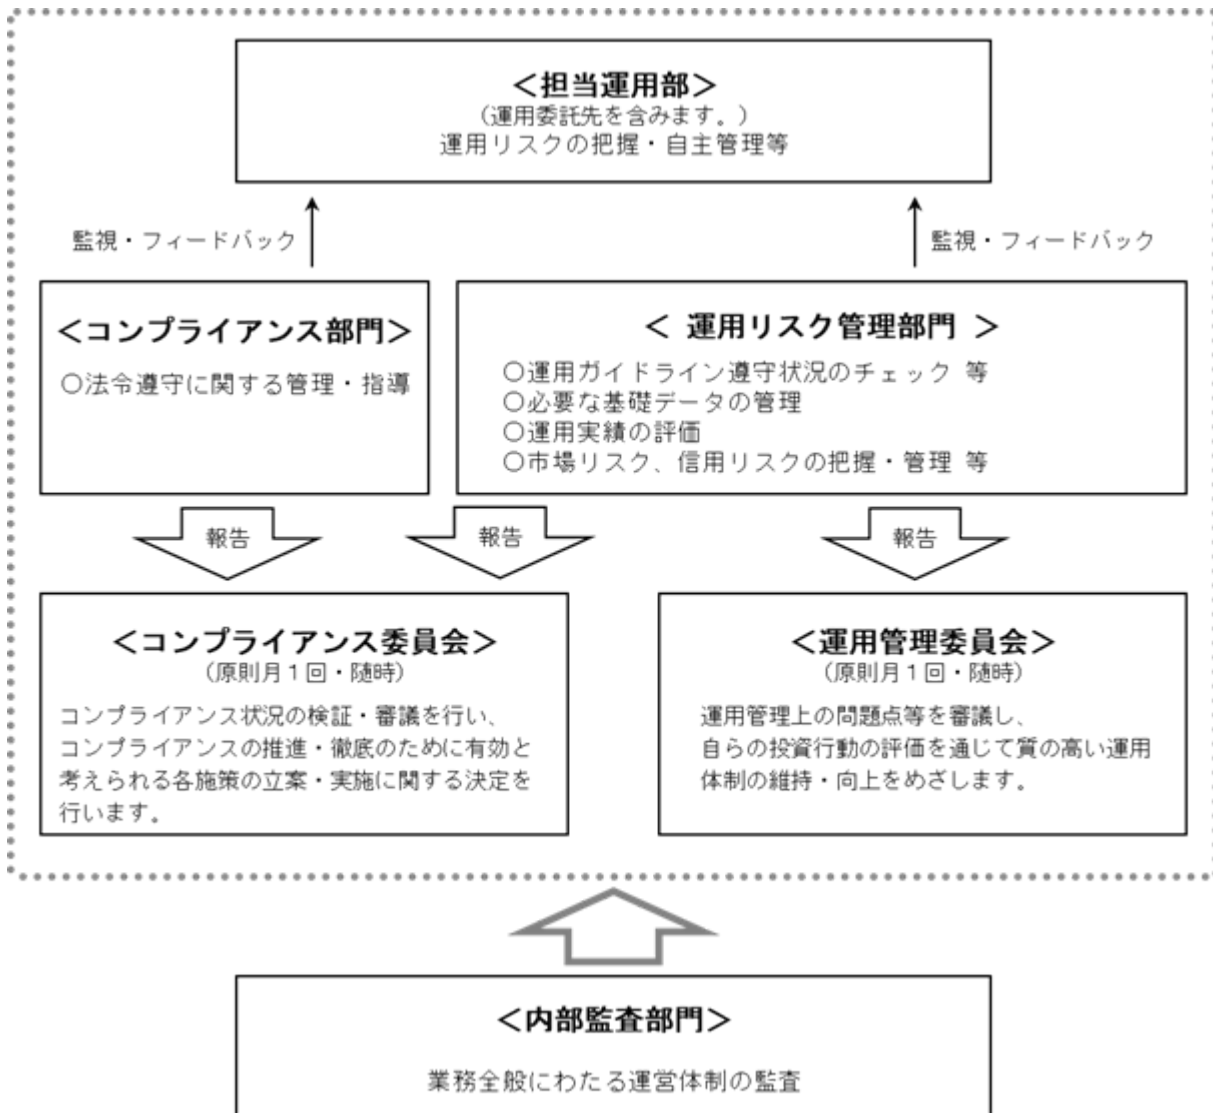 ＜担当運用部＞
（運用委託先を含みます。）
運用リスクの把握・自主管理等
監視・フィードバック
監視・フィードバック
＜コンプライアンス部門＞
○法令遵守に関する管理・指導
＜ 運用リスク管理部門 ＞
○運用ガイドライン遵守状況のチェック 等
○必要な基礎データの管理
○運用実績の評価
○市場リスク、信用リスクの把握・管理 等
報告
報告
報告
＜コンプライアンス委員会＞
（原則月１回・随時）
コンプライアンス状況の検証・審議を行い、
コンプライアンスの推進・徹底のために有効と
考えられる各施策の立案・実施に関する決定を
行います。
＜運用管理委員会＞
（原則月１回・随時）
運用管理上の問題点等を審議し、
自らの投資行動の評価を通じて質の高い運用
体制の維持・向上をめざします。
＜内部監査部門＞
業務全般にわたる運営体制の監査